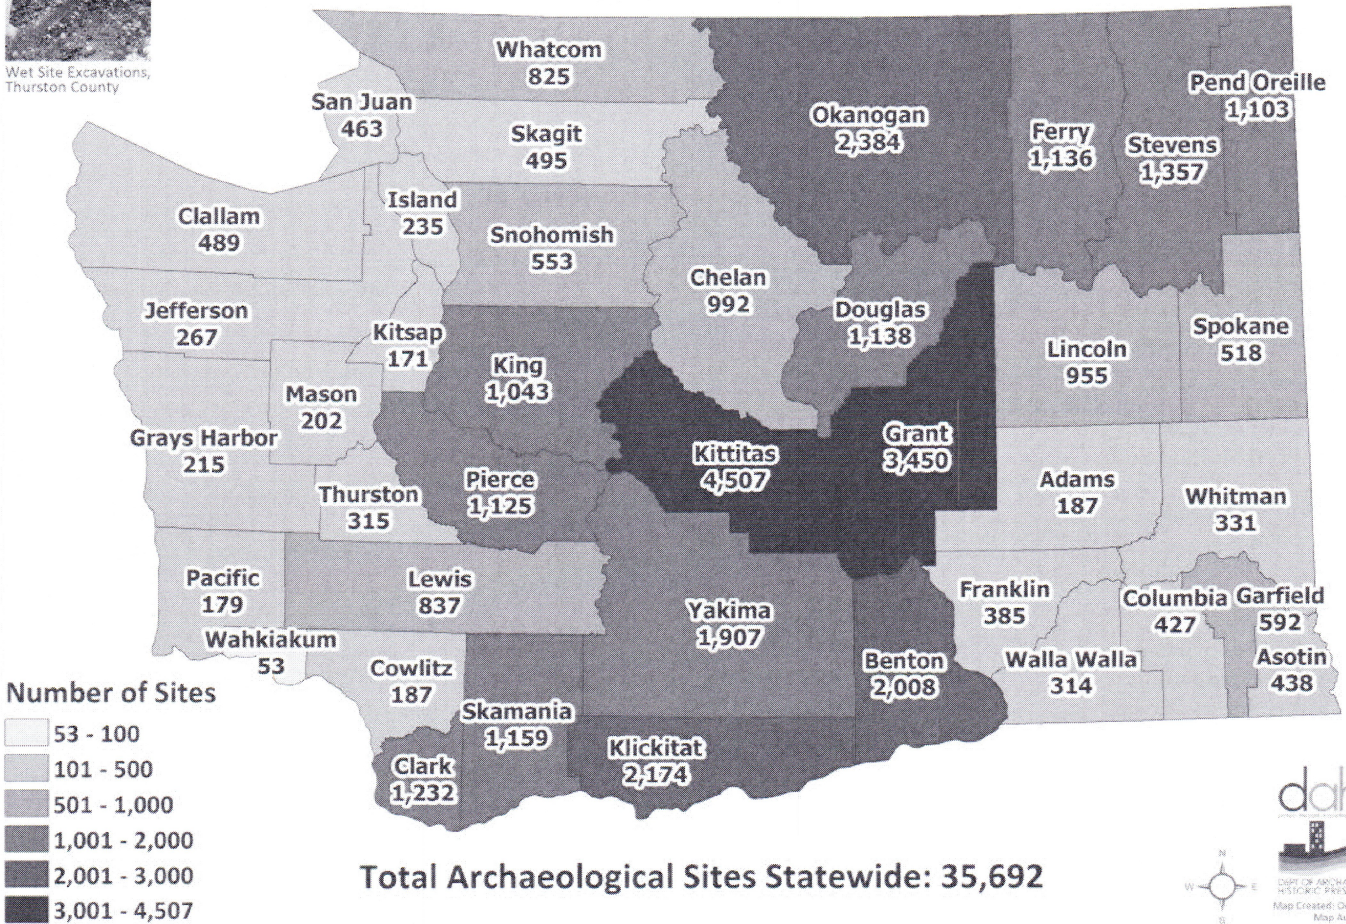 Wet Site Excavations,
Thurston County
Whatcom
825
San Juan
463
Skagit
495
Okanogan
2,384
Ferry
1,136
Stevens
1,357
Pend Oreille
1,103
Clallam
489
Island
235
Snohomish
553
Chelan
992
Douglas
1,138
Jefferson
267
Kitsap
171
King
1,043
Lincoln
955
Spokane
518
Mason
202
Grays Harbor
215
Kittitas
4,507
Grant
3,450
Thurston
315
Pierce
1,125
Adams
187
Whitman
331
Pacific
179
Lewis
837
Yakima
1,907
Franklin
385
Columbia
427
Garfield
592
Wahkiakum
53
Cowlitz
187
Benton
2,008
Walla Walla
314
Asotin
438
Skamania
1,159
Clark
1,232
Klickitat
2,174
Number of Sites
53 - 100
101 - 500
501 - 1,000
1,001 - 2,000
2,001 - 3,000
3,001 - 4,507
Total Archaeological Sites Statewide: 35,692
N
W E
S
DEPT OF
Map Created:
Map